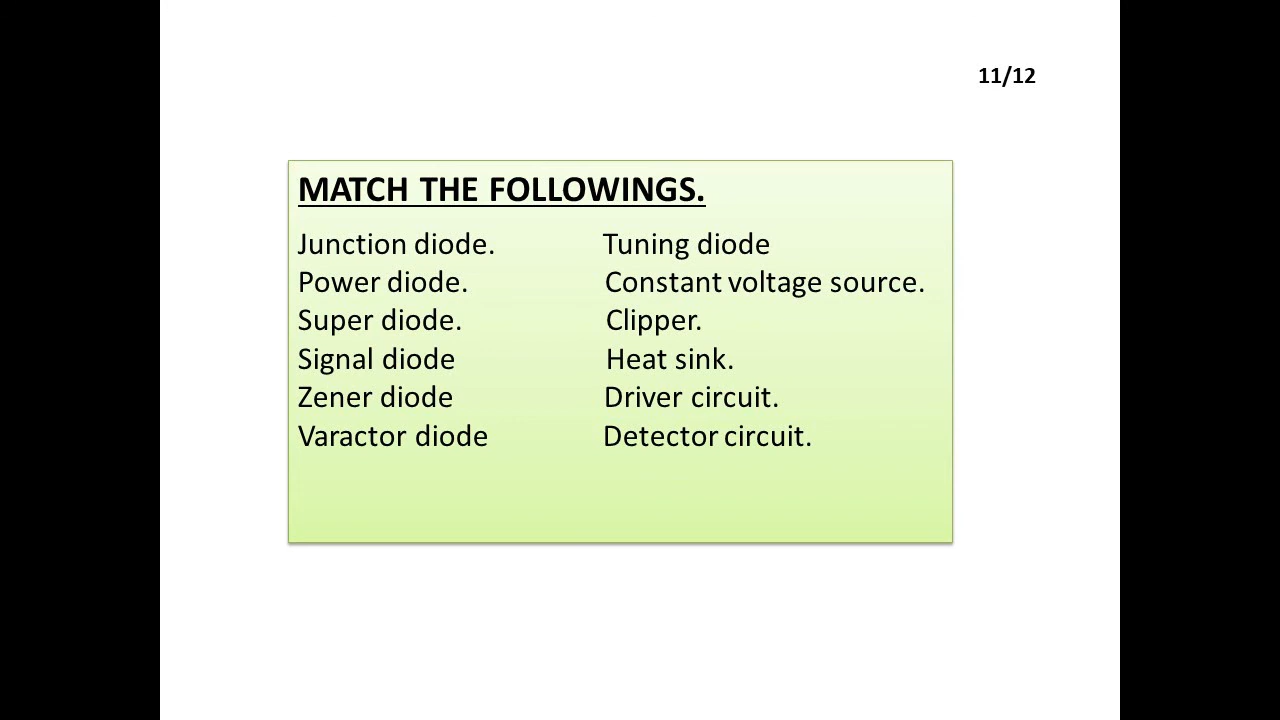 11/12
MATCH THE FOLLOWINGS.
Junction diode. Tuning diode
Power diode. Constant voltage source.
Super diode. Clipper.
Signal diode Heat sink.
Zener diode Driver circuit.
Varactor diode Detector circuit.